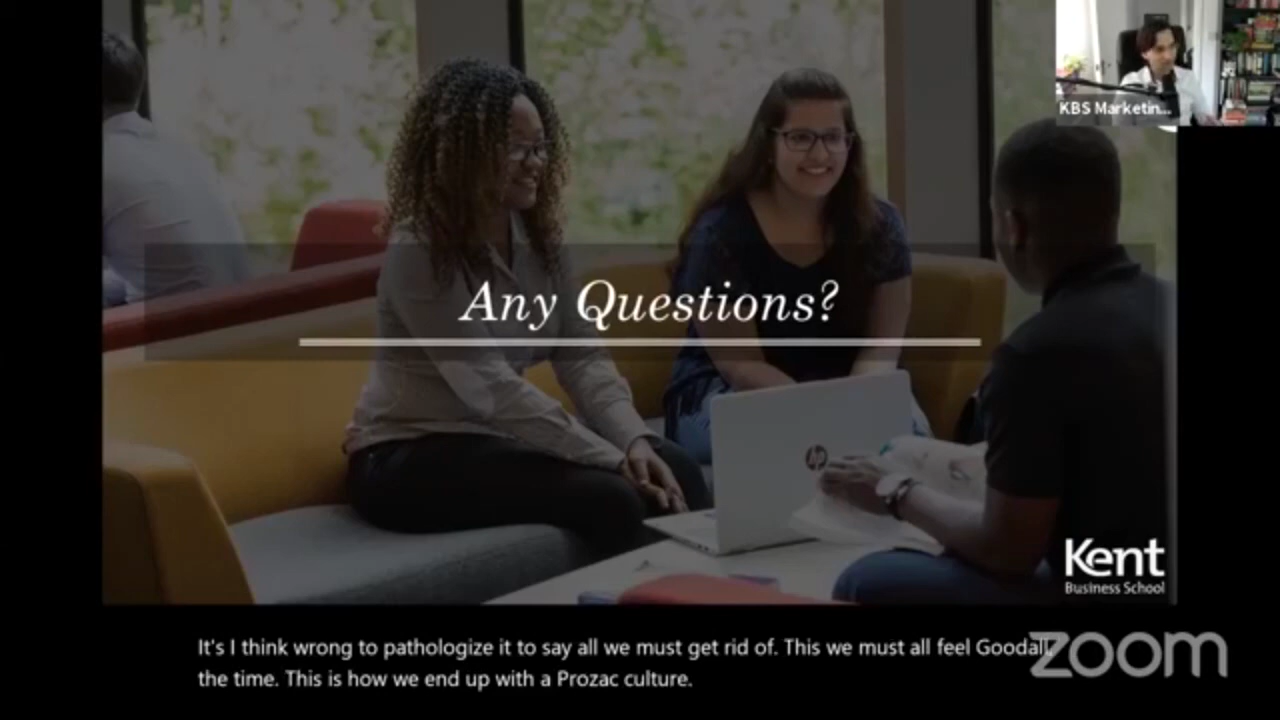 KBS Marketin...
Any Questions?
hp
Kent
Business School
It's I think wrong to pathologize it to say all we must get rid of. This we must all feel Goodall,
the time. This is how we end up with a Prozac culture.
zoom